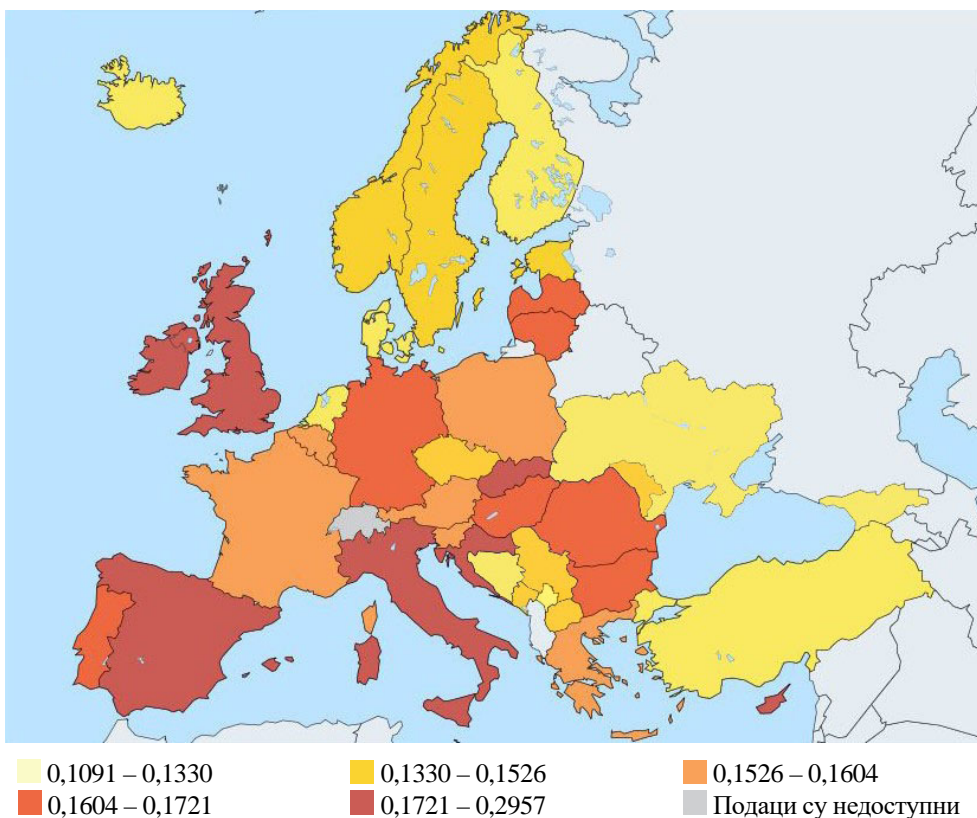 0,1091 – 0,1330 0,1330 – 0,1526 0,1526 – 0,1604
0,1604 – 0,1721 0,1721 – 0,2957 Подаци су недоступни